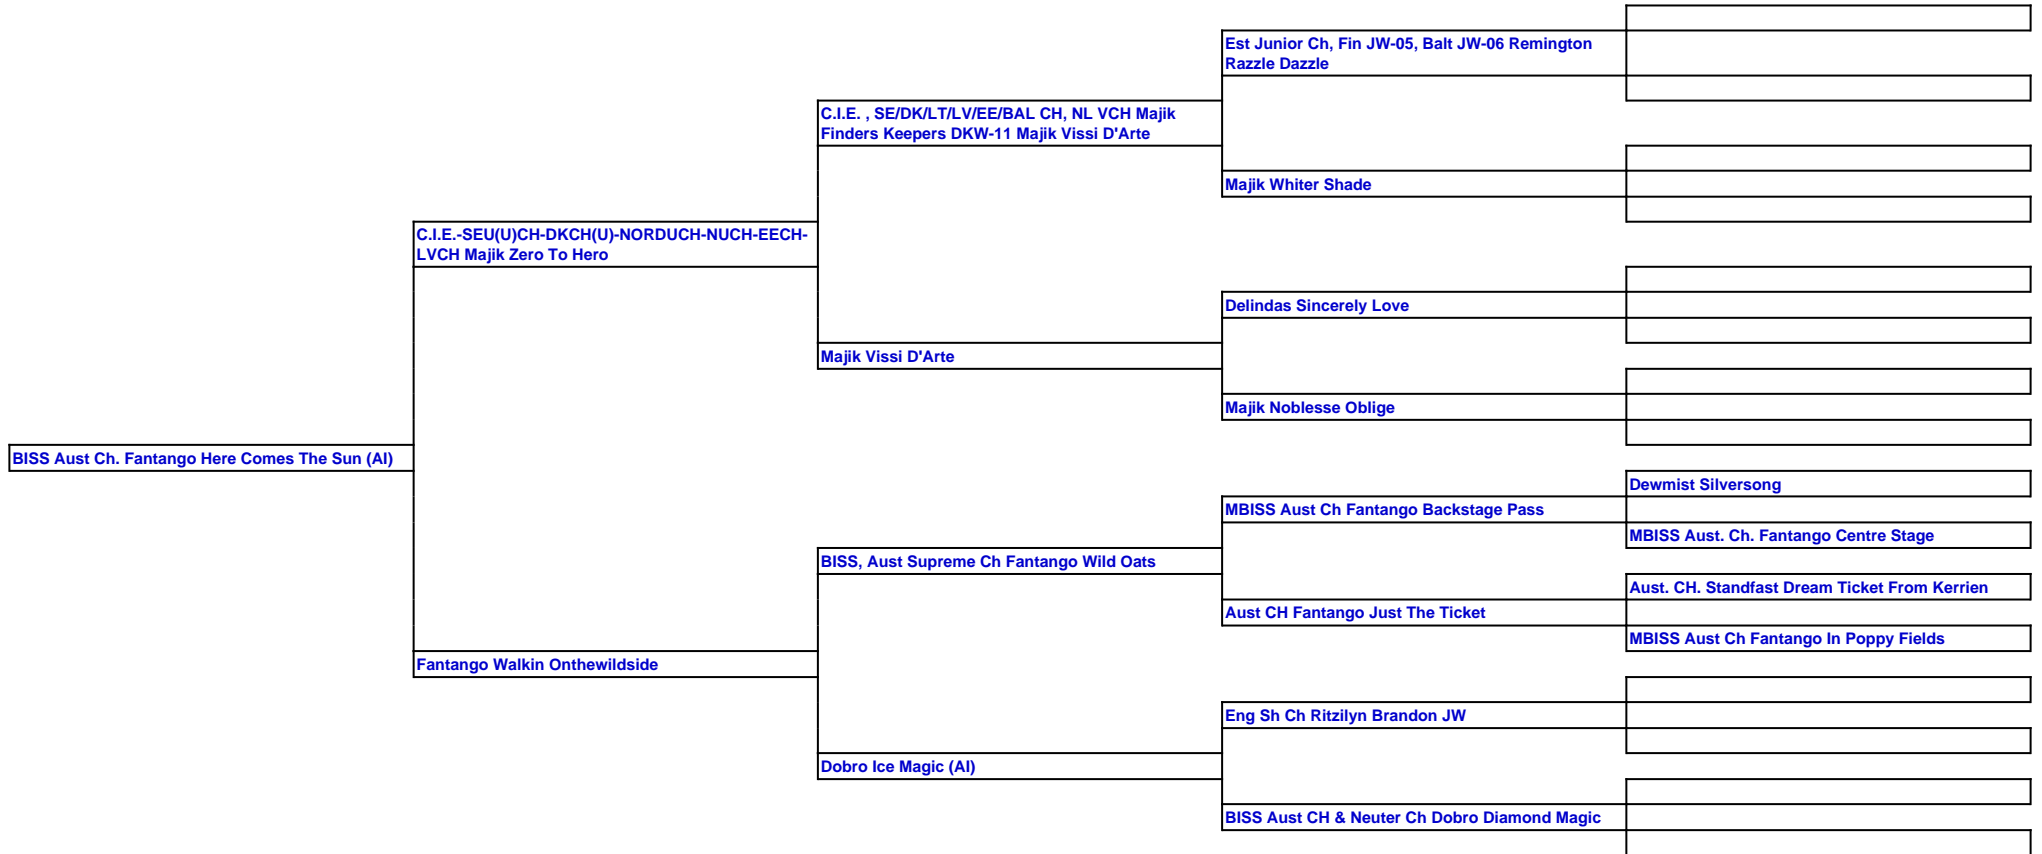 Est Junior Ch, Fin JW-05, Balt JW-06 Remington
Razzle Dazzle
C.I.E. , SE/DK/LT/LV/EE/BAL CH, NL VCH Majik
Finders Keepers DKW-11 Majik Vissi D'Arte
Majik Whiter Shade
C.I.E.-SEU(U)CH-DKCH(U)-NORDUCH-NUCH-EECH-
LVCH Majik Zero To Hero
Delindas Sincerely Love
Majik Vissi D'Arte
Majik Noblesse Oblige
BISS Aust Ch. Fantango Here Comes The Sun (AI)
Dewmist Silversong
MBISS Aust Ch Fantango Backstage Pass
MBISS Aust. Ch. Fantango Centre Stage
BISS, Aust Supreme Ch Fantango Wild Oats
Aust. CH. Standfast Dream Ticket From Kerrien
Aust CH Fantango Just The Ticket
MBISS Aust Ch Fantango In Poppy Fields
Fantango Walkin Onthewildside
Eng Sh Ch Ritzilyn Brandon JW
Dobro Ice Magic (AI)
BISS Aust CH & Neuter Ch Dobro Diamond Magic